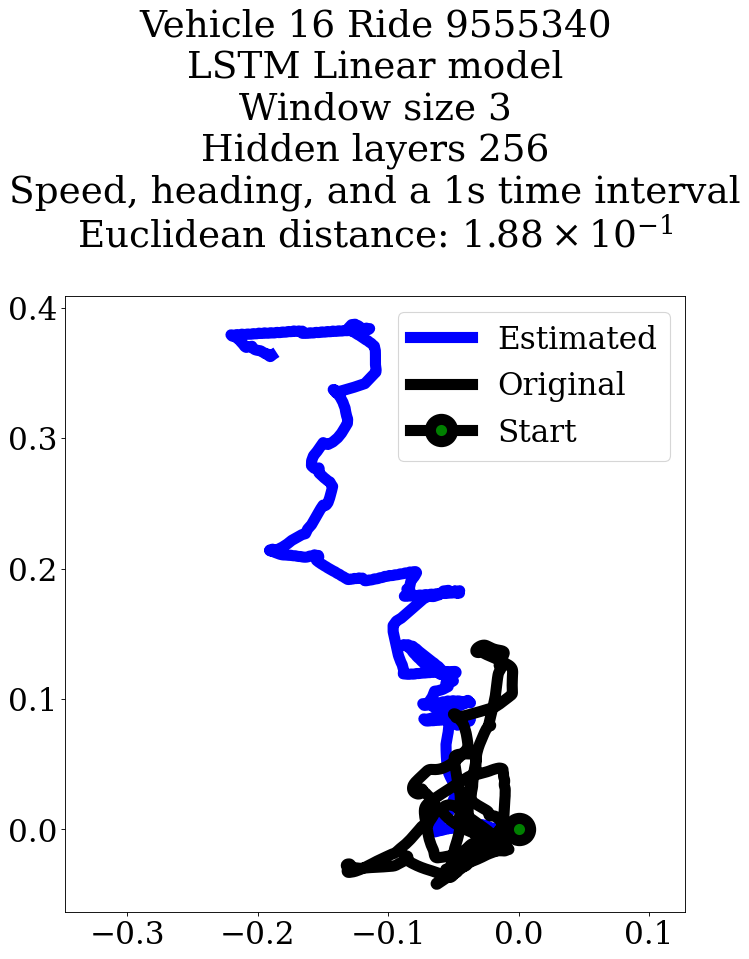 Vehicle 16 Ride 9555340
LSTM Linear model
Window size 3
Hidden layers 256
Speed, heading, and a 1s time interval
Euclidean distance: 1.88 × 10⁻¹
Estimated
Original
Start
0.4
0.3
0.2
0.1
0.0
−0.3 −0.2 −0.1 0.0 0.1